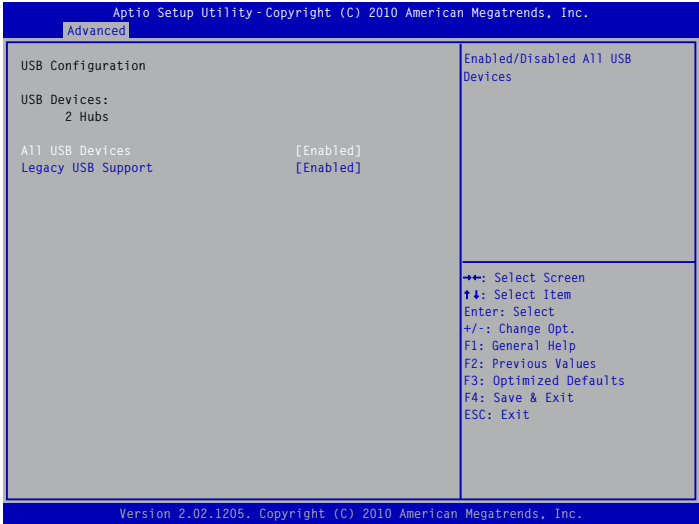 Aptio Setup Utility - Copyright (C) 2010 American Megatrends, Inc.
Advanced
USB Configuration
USB Devices:
2 Hubs
All USB Devices [Enabled]
Legacy USB Support [Enabled]
Enabled/Disabled All USB
Devices
→←: Select Screen
↑↓: Select Item
Enter: Select
+/-: Change Opt.
F1: General Help
F2: Previous Values
F3: Optimized Defaults
F4: Save & Exit
ESC: Exit
Version 2.02.1205. Copyright (C) 2010 American Megatrends, Inc.